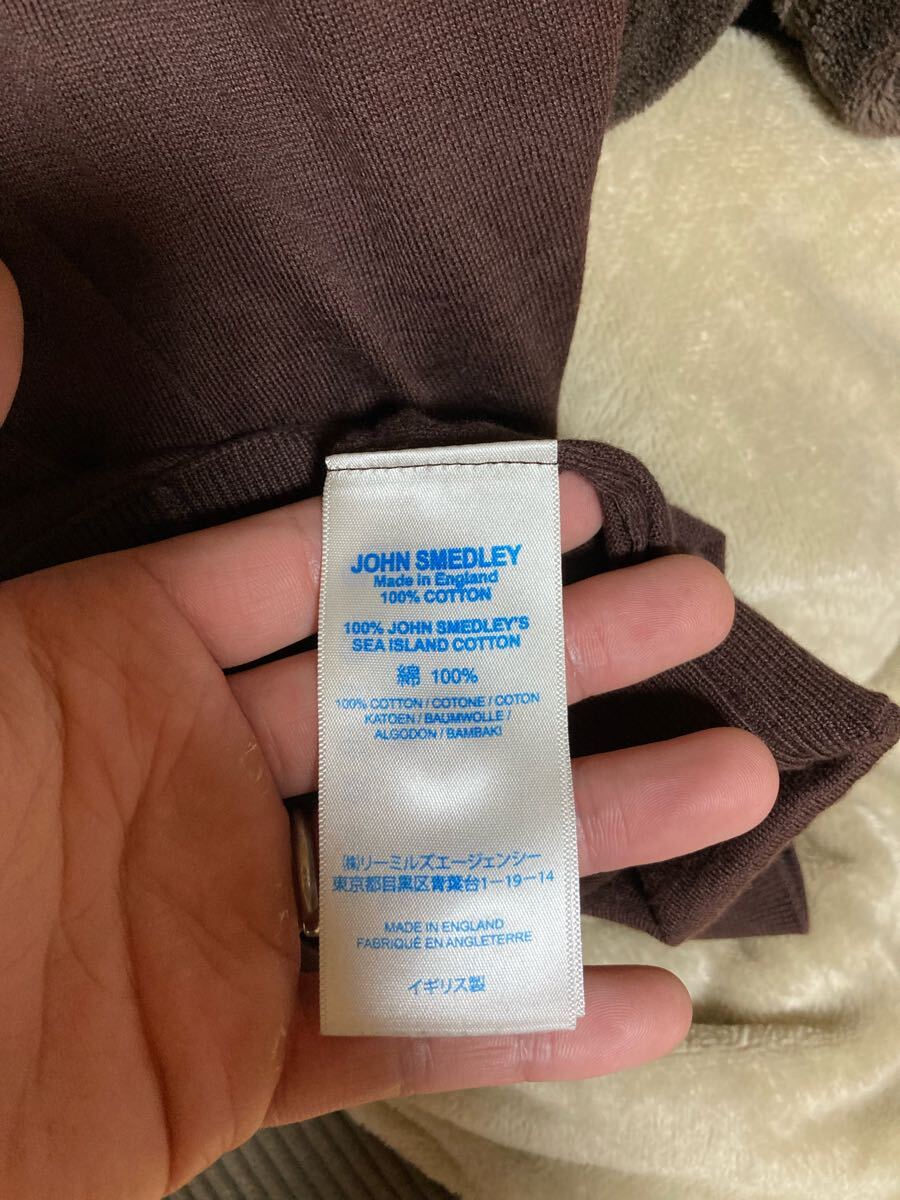 JOHN SMEDLEY
Made in England
100% COTTON
100% JOHN SMEDLEY'S
SEA ISLAND COTTON
綿 100%
100% COTTON / COTONE / COTON
KATOEN / BAUMWOLLE /
ALGODON / BAMBAKI
(株)リーミルズエージェンシー
東京都目黒区青葉台1-19-14
MADE IN ENGLAND
FABRIQUÉ EN ANGLETERRE
イギリス製